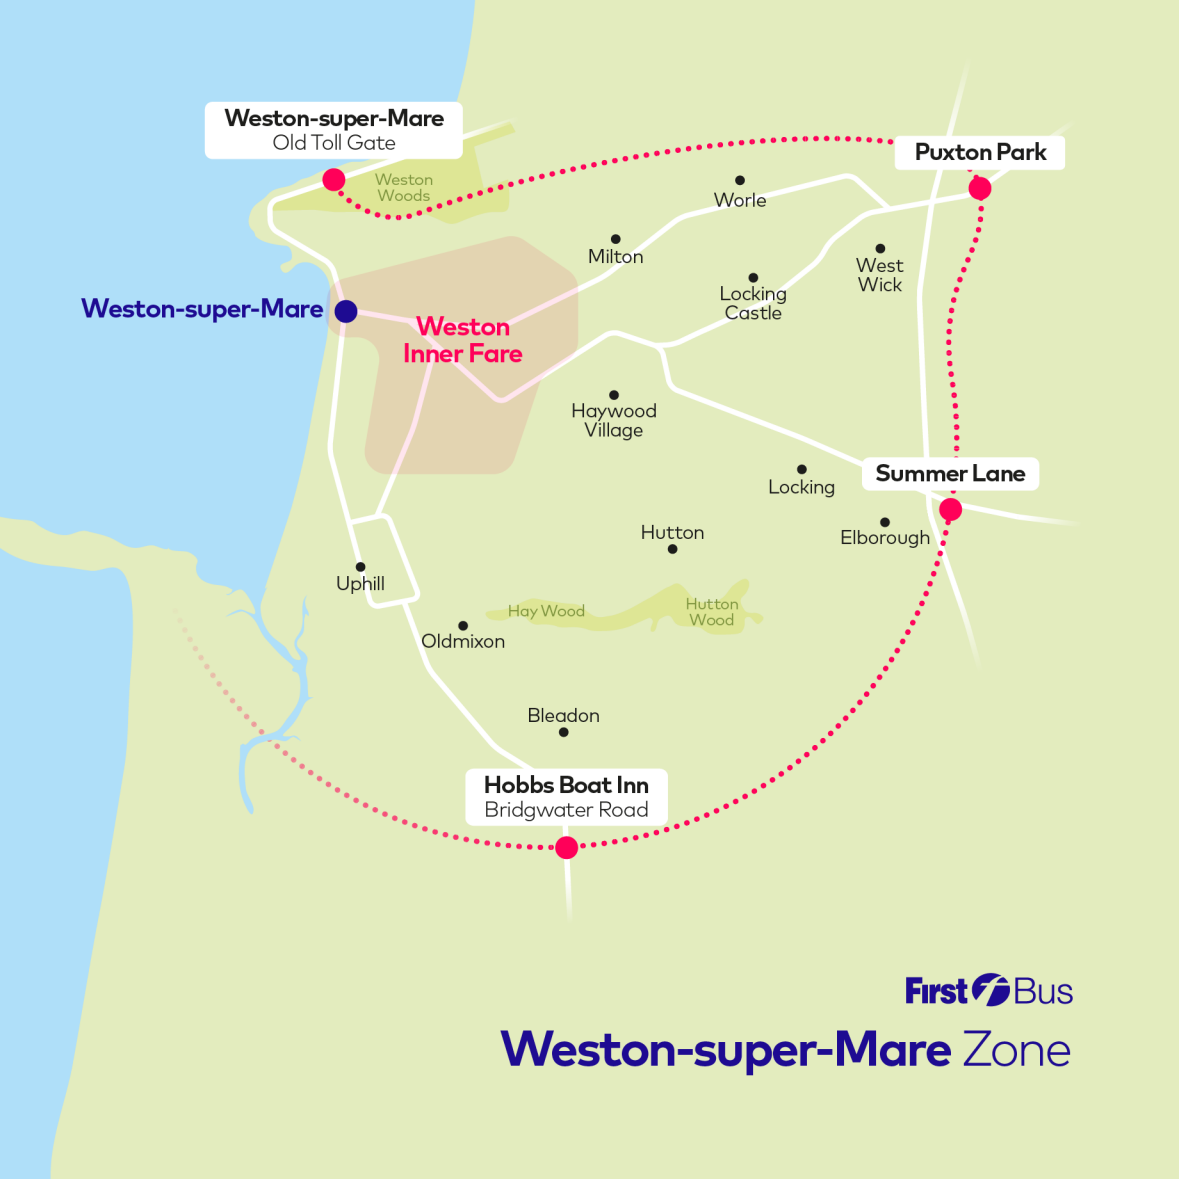 Weston-super-Mare
Old Toll Gate
Puxton Park
Weston
Woods
Worle
Milton
West
Wick
Locking
Castle
Weston-super-Mare
Weston
Inner Fare
Haywood
Village
Summer Lane
Locking
Elborough
Hutton
Uphill
Hay Wood
Hutton
Wood
Oldmixon
Bleadon
Hobbs Boat Inn
Bridgwater Road
First Bus
Weston-super-Mare Zone